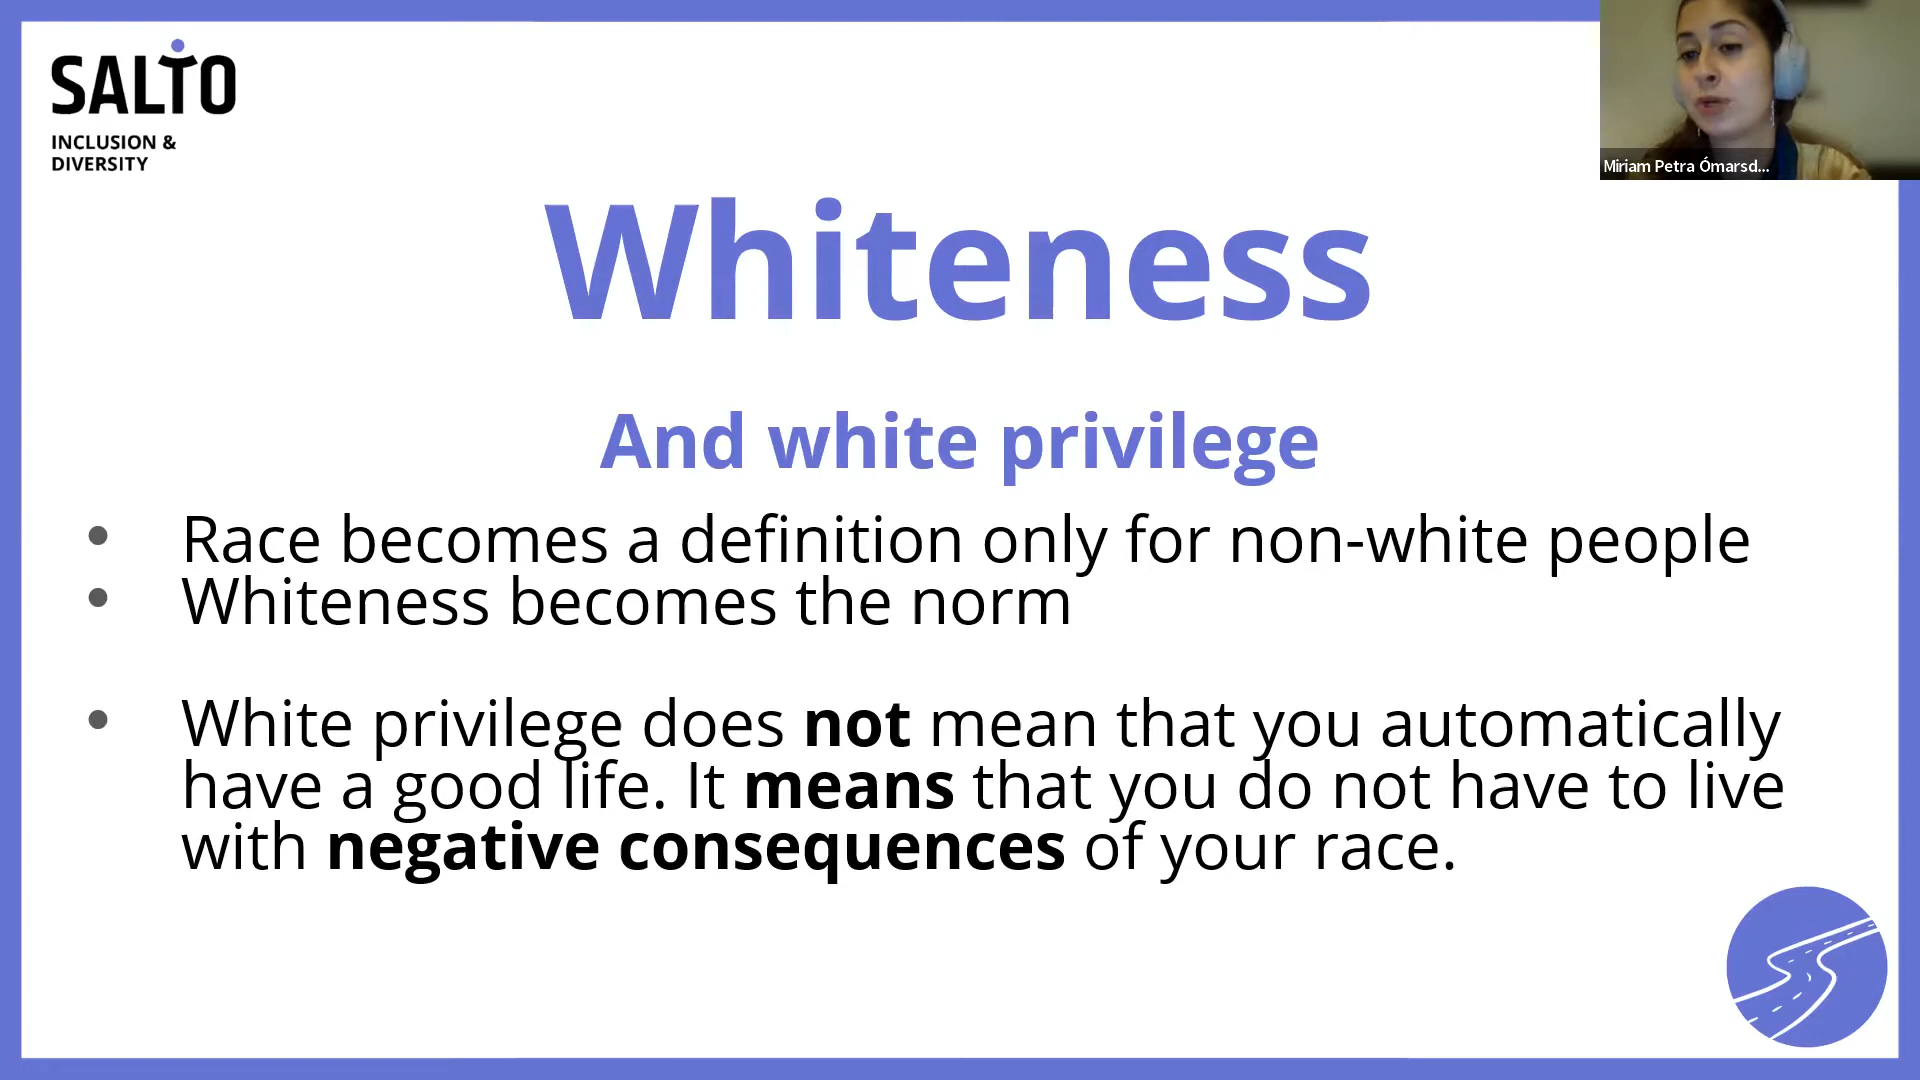 SALTO
INCLUSION &
DIVERSITY
Miriam Petra Ómarsd...
Whiteness
And white privilege
• Race becomes a definition only for non-white people
• Whiteness becomes the norm
• White privilege does not mean that you automatically
have a good life. It means that you do not have to live
with negative consequences of your race.